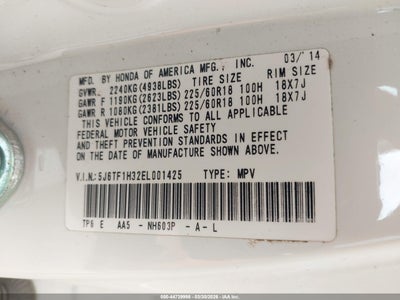 MFD. BY HONDA OF AMERICA MFG., INC. 03/'14
GVWR 2240KG(4938LBS) TIRE SIZE RIM SIZE
GAWR F 1190KG(2623LBS)225/60R18 100H 18X7J
GAWR R 1080KG(2381LBS)225/60R18 100H 18X7J
THIS VEHICLE CONFORMS TO ALL APPLICABLE
FEDERAL MOTOR VEHICLE SAFETY
AND THEFT PREVENTION STANDARDS
IN EFFECT ON THE
DATE OF MANUFACTURE SHOWN ABOVE.
V.I.N:5J6TF1H32EL001425 TYPE: MPV
TP6 E AA5 - NH603P - A - L